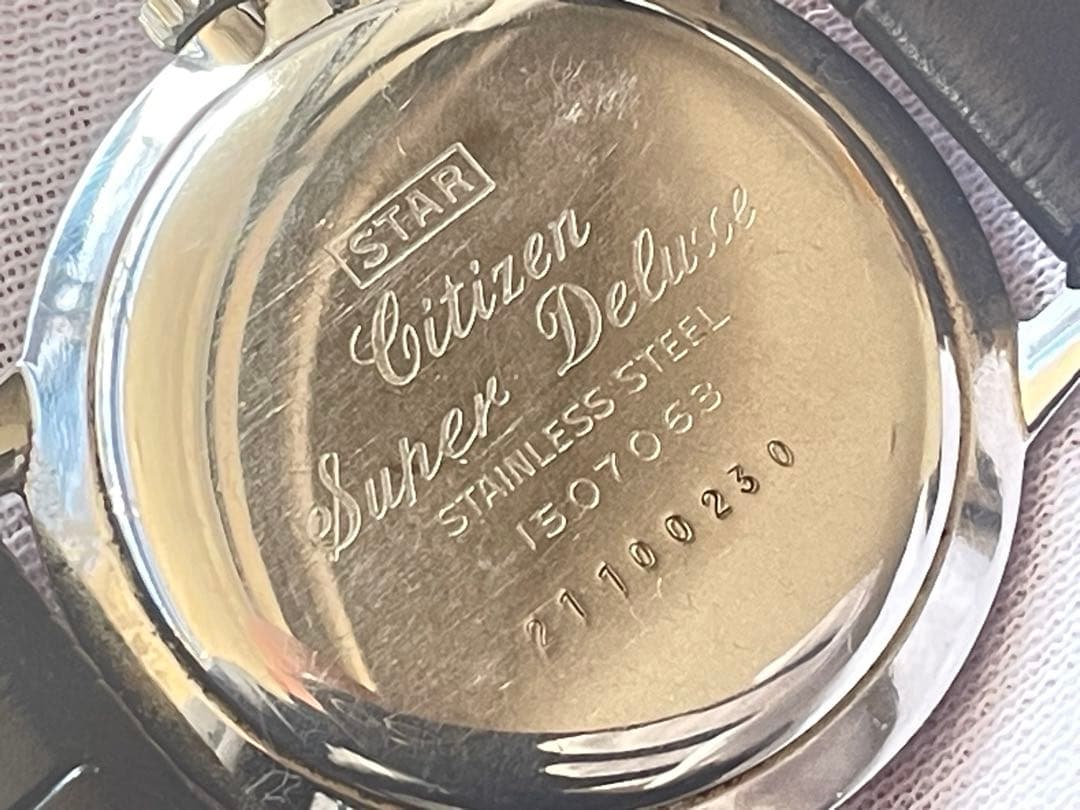 STAR
Citizen
Super Deluxe
STAINLESS STEEL
1507063
21100230